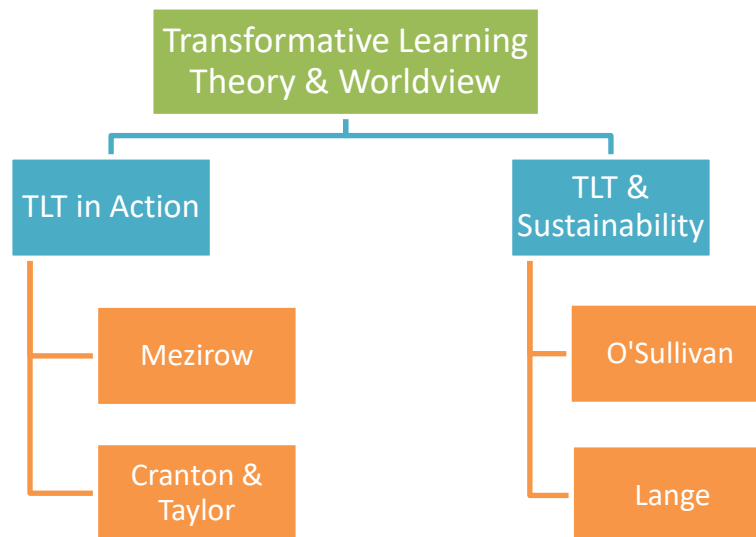 Transformative Learning
Theory & Worldview
TLT in Action
TLT &
Sustainability
Mezirow
O'Sullivan
Cranton &
Taylor
Lange